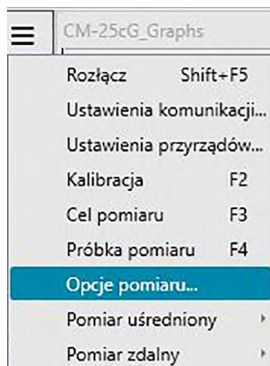 CM-25cG_Graphs
Rozłącz Shift+F5
Ustawienia komunikacji...
Ustawienia przyrządów...
Kalibracja F2
Cel pomiaru F3
Próbka pomiaru F4
Opcje pomiaru...
Pomiar uśredniony
Pomiar zdalny